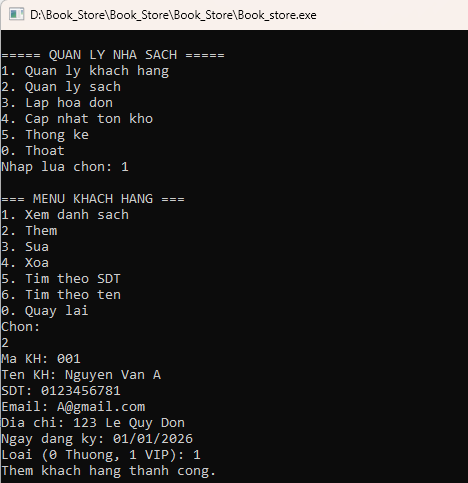 D:\Book_Store\Book_Store\Book_Store\Book_store.exe
===== QUAN LY NHA SACH =====
1. Quan ly khach hang
2. Quan ly sach
3. Lap hoa don
4. Cap nhat ton kho
5. Thong ke
0. Thoat
Nhap lua chon: 1
=== MENU KHACH HANG ===
1. Xem danh sach
2. Them
3. Sua
4. Xoa
5. Tim theo SDT
6. Tim theo ten
0. Quay lai
Chon:
2
Ma KH: 001
Ten KH: Nguyen Van A
SDT: 0123456781
Email: A@gmail.com
Dia chi: 123 Le Quy Don
Ngay dang ky: 01/01/2026
Loai (0 Thuong, 1 VIP): 1
Them khach hang thanh cong.